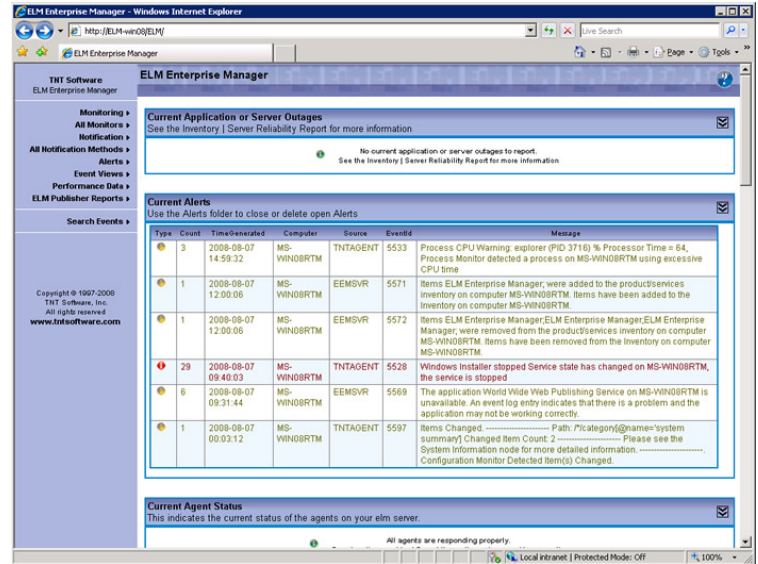 ELM Enterprise Manager - Windows Internet Explorer
http://ELM-win08/ELM/
Live Search
ELM Enterprise Manager
Page
Tools
TNT Software
ELM Enterprise Manager
Monitoring
All Monitors
Notification
All Notification Methods
Alerts
Event Views
Performance Data
ELM Publisher Reports
Search Events
Copyright © 1997-2008
TNT Software, Inc.
All rights reserved
www.tntsoftware.com
ELM Enterprise Manager
Current Application or Server Outages
See the Inventory | Server Reliability Report for more information
No current application or server outages to report.
See the Inventory | Server Reliability Report for more information
Current Alerts
Use the Alerts folder to close or delete open Alerts
Type Count TimeGenerated Computer Source EventId Message
3 2008-08-07 MS- TNTAGENT 5533 Process CPU Warning: explorer (PID 3716) % Processor Time = 64,
14:59:32 WIN08RTM Process Monitor detected a process on MS-WIN08RTM using excessive
CPU time
1 2008-08-07 MS- EEMSVR 5571 Items ELM Enterprise Manager, were added to the product/services
12:00:06 WIN08RTM inventory on computer MS-WIN08RTM. Items have been added to the
Inventory on computer MS-WIN08RTM.
1 2008-08-07 MS- EEMSVR 5572 Items ELM Enterprise Manager;ELM Enterprise Manager;ELM Enterprise
12:00:06 WIN08RTM Manager, were removed from the product/services inventory on computer
MS-WIN08RTM. Items have been removed from the Inventory on computer
MS-WIN08RTM.
29 2008-08-07 MS- TNTAGENT 5528 Windows Installer stopped Service state has changed on MS-WIN08RTM,
09:40:03 WIN08RTM the service is stopped
6 2008-08-07 MS- EEMSVR 5569 The application World Wide Web Publishing Service on MS-WIN08RTM is
09:31:44 WIN08RTM unavailable. An event log entry indicates that there is a problem and the
application may not be working correctly.
1 2008-08-07 MS- TNTAGENT 5597 Items Changed. ---------------------- Path: /*/category[@name='system
00:03:12 WIN08RTM summary'] Changed Item Count: 2 ---------------------- Please see the
System Information node for more detailed information. ----------------------.
Configuration Monitor Detected Item(s) Changed.
Current Agent Status
This indicates the current status of the agents on your elm server.
All agents are responding properly.
Local intranet | Protected Mode: Off
100%